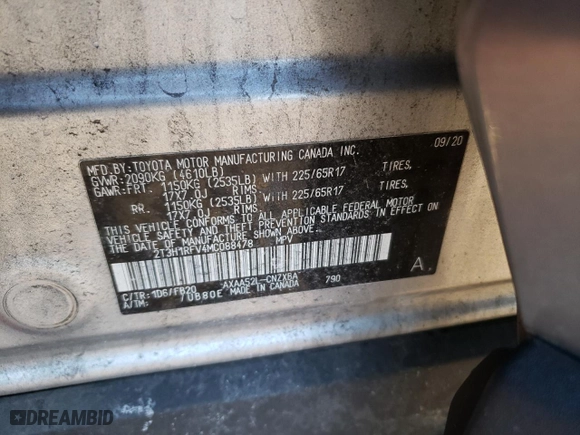 09/20
MFD.BY:TOYOTA MOTOR MANUFACTURING CANADA INC.
GVWR:2090KG (4610LB)
GAWR:FRT. 1150KG (2535LB) WITH 225/65R17 TIRES,
17X7.0J RIMS
RR. 1150KG (2535LB) WITH 225/65R17 TIRES,
17X7.0J RIMS
THIS VEHICLE CONFORMS TO ALL APPLICABLE FEDERAL MOTOR
VEHICLE SAFETY AND THEFT PREVENTION STANDARDS IN EFFECT
ON THE DATE OF MANUFACTURE SHOWN ABOVE.
2T3H1RFV4MC088478 MPV
C/TR: 1D6/FB20 AXAA52L-CNZXBA 790
A/TM: /UB80E MADE IN CANADA
A.
DREAMBID